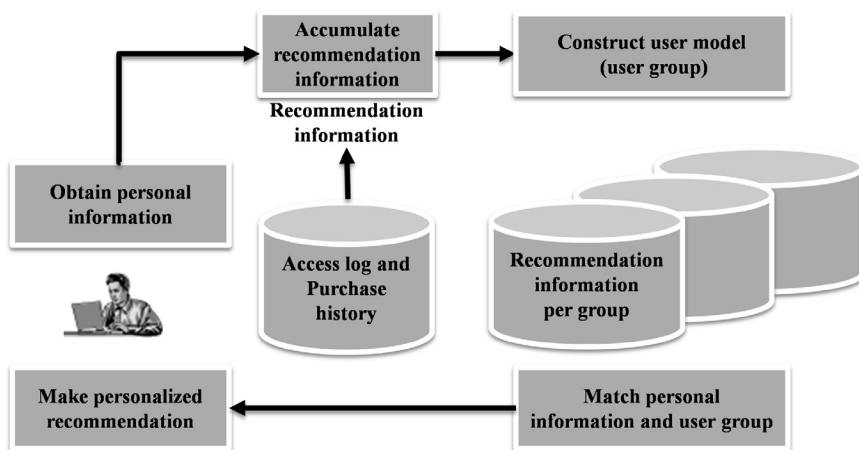 Accumulate
recommendation
information
Construct user model
(user group)
Recommendation
information
Obtain personal
information
Access log and
Purchase
history
Recommendation
information
per group
Make personalized
recommendation
Match personal
information and user group